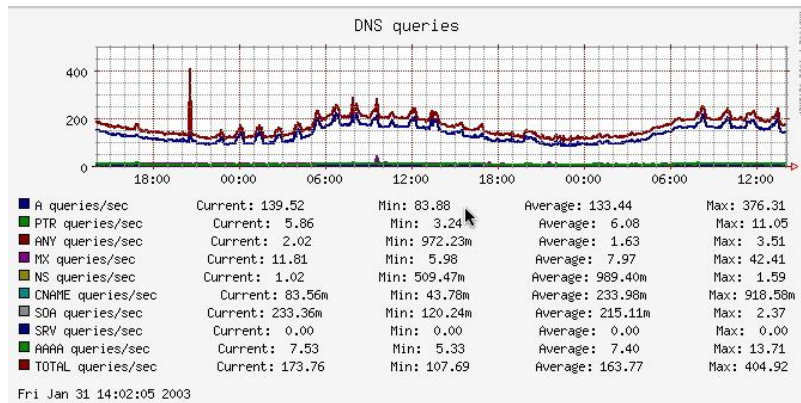 DNS queries
400
200
0
18:00 00:00 06:00 12:00 18:00 00:00 06:00 12:00
A queries/sec Current: 139.52 Min: 83.88 Average: 133.44 Max: 376.31
PTR queries/sec Current: 5.86 Min: 3.24 Average: 6.08 Max: 11.05
ANY queries/sec Current: 2.02 Min: 972.23m Average: 1.63 Max: 3.51
MX queries/sec Current: 11.81 Min: 5.98 Average: 7.97 Max: 42.41
NS queries/sec Current: 1.02 Min: 509.47m Average: 989.40m Max: 1.59
CNAME queries/sec Current: 83.56m Min: 43.78m Average: 233.98m Max: 918.58m
SOA queries/sec Current: 233.36m Min: 120.24m Average: 215.11m Max: 2.37
SRV queries/sec Current: 0.00 Min: 0.00 Average: 0.00 Max: 0.00
AAAA queries/sec Current: 7.53 Min: 5.33 Average: 7.40 Max: 13.71
TOTAL queries/sec Current: 173.76 Min: 107.69 Average: 163.77 Max: 404.92
Fri Jan 31 14:02:05 2003